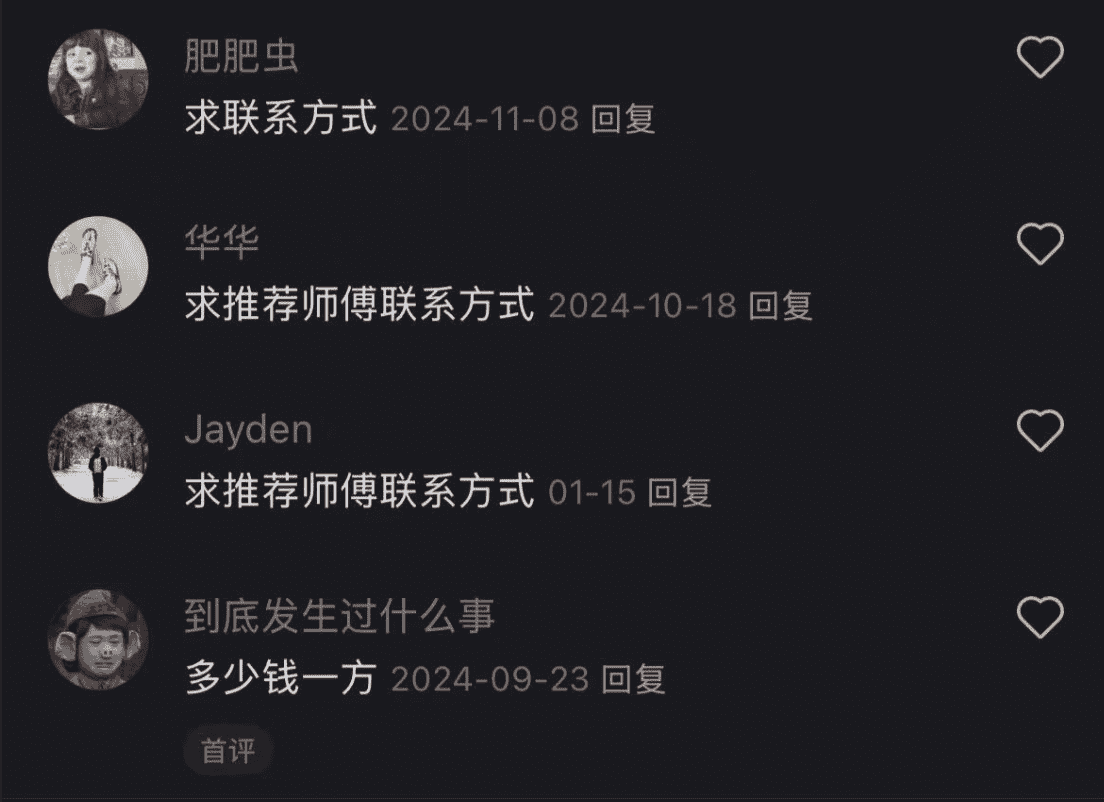 肥肥虫
求联系方式 2024-11-08 回复
华华
求推荐师傅联系方式 2024-10-18 回复
Jayden
求推荐师傅联系方式 01-15 回复
到底发生过什么事
多少钱一方 2024-09-23 回复
首评